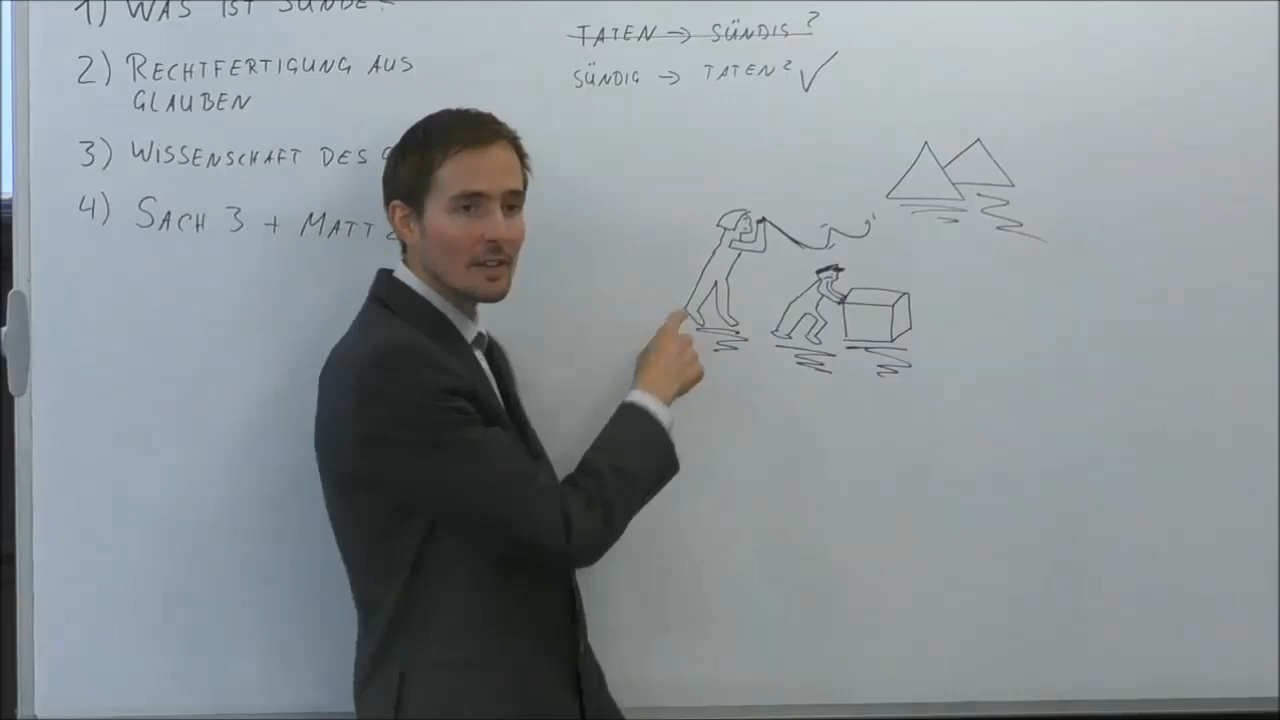 1) WAS IST SÜNDE?
2) RECHTFERTIGUNG AUS
GLAUBEN
3) WISSENSCHAFT DES
4) SACH 3 + MATT
TATEN → SÜNDIG?
SÜNDIG → TATEN? ✓